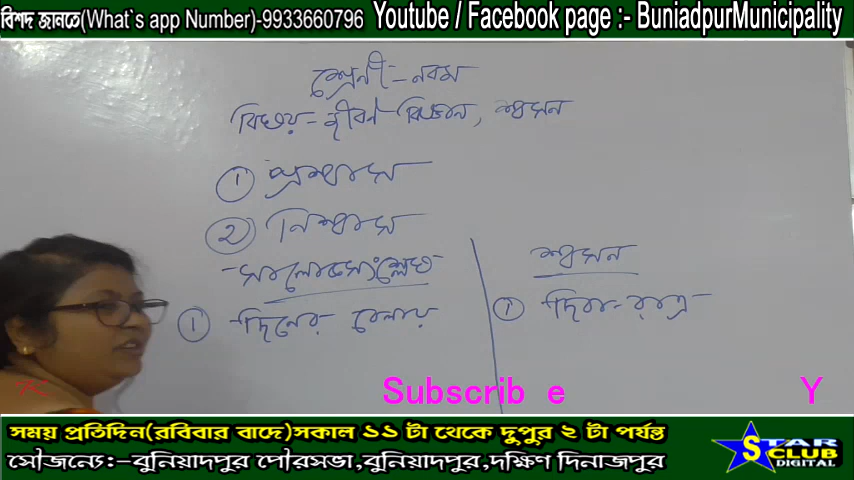 বিশদ জানতে(What`s app Number)-9933660796 Youtube / Facebook page :- BuniadpurMunicipality
শ্রেণী - নবম
বিষয় - জীবন বিজ্ঞান, শ্বসন
① প্রশ্বাস
② নিশ্বাস
সালোকসংশ্লেষ
শ্বসন
① দিনের বেলায়
① দিবা-রাত্র
Subscrib e
Y
সময় প্রতিদিন(রবিবার বাদে)সকাল ১১ টা থেকে দুপুর ২ টা পর্যন্ত
সৌজন্যে:-বুনিয়াদপুর পৌরসভা,বুনিয়াদপুর,দক্ষিণ দিনাজপুর
STAR CLUB DIGITAL